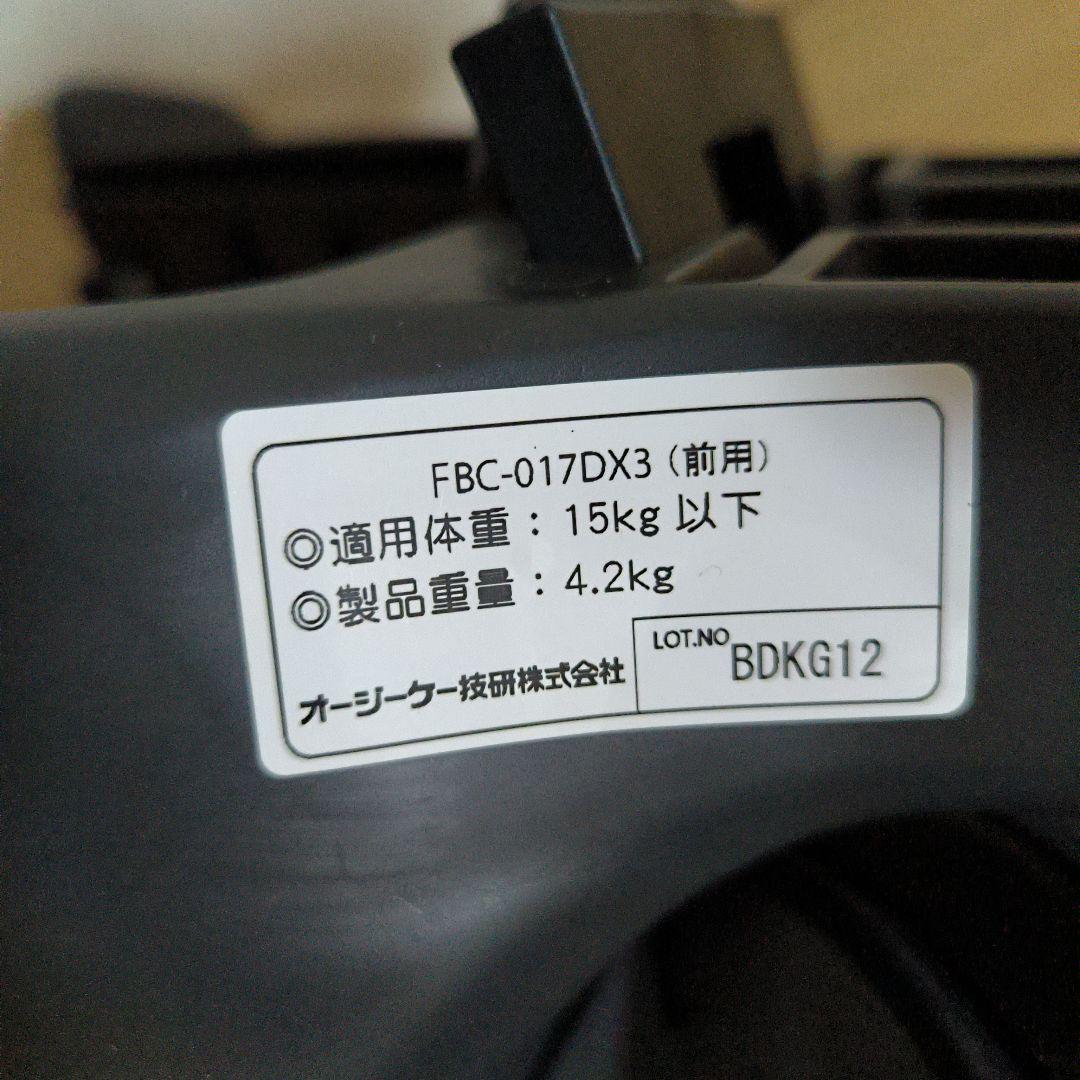 FBC-017DX3（前用）
◎適用体重：15kg 以下
◎製品重量：4.2kg
オージーケー技研株式会社
LOT.NO BDKG12